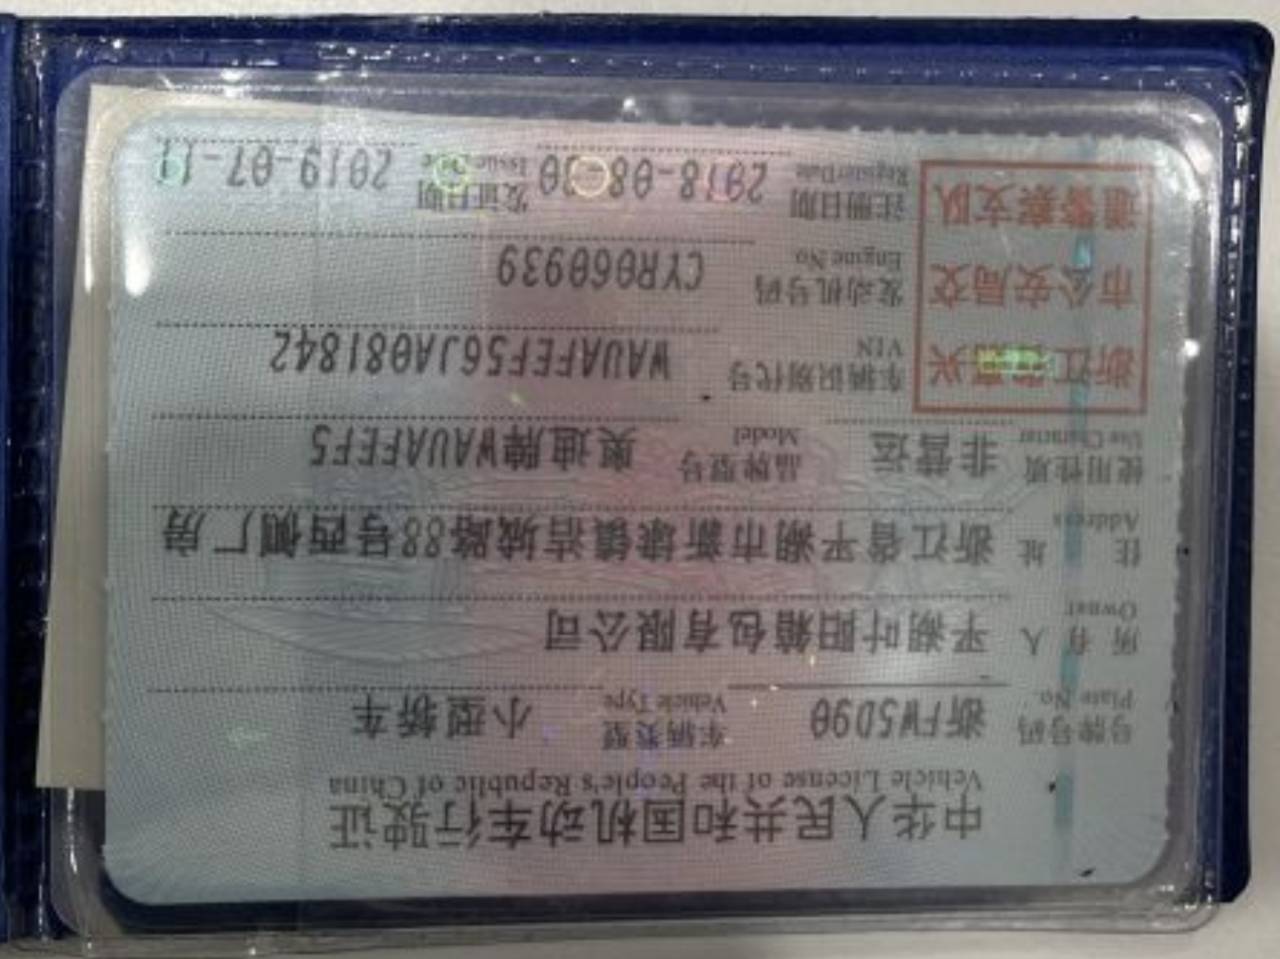 中华人民共和国机动车行驶证
Vehicle License of the People's Republic of China
号牌号码 浙FW5D90 车辆类型 小型轿车
Plate No. Vehicle Type
所有人 平湖叶阳箱包有限公司
Owner
住址 浙江省平湖市新埭镇洁城路88号西侧厂房
Address
使用性质 非营运 品牌型号 奥迪牌WAUAFEF5
Use Character Model
浙江省嘉兴 车辆识别代号 WAUAFEF56JA081842
VIN
市公安局交 发动机号码 CYR060939
Engine No.
通警察支队 注册日期 2018-08-30 发证日期 2019-07-11
Register Date Issue Date